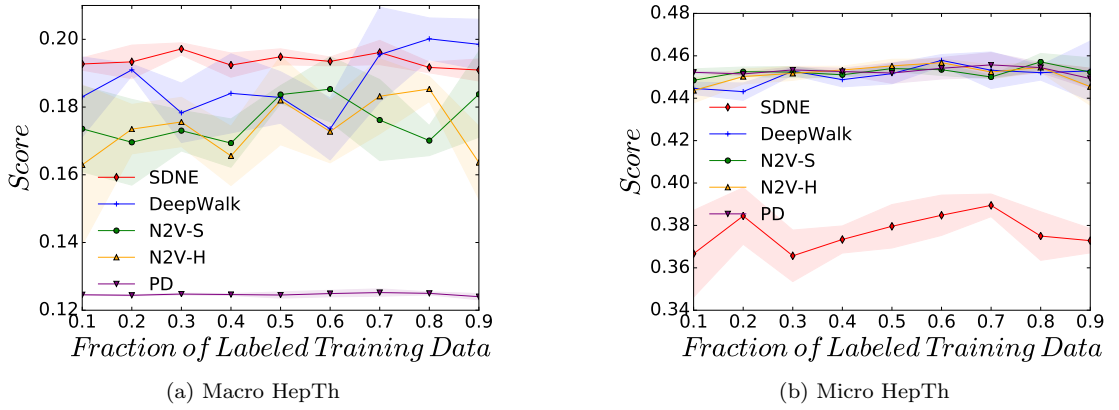 0.20
0.18
0.16
0.14
0.12
Score
SDNE
DeepWalk
N2V-S
N2V-H
PD
0.1 0.2 0.3 0.4 0.5 0.6 0.7 0.8 0.9
Fraction of Labeled Training Data
(a) Macro HepTh
0.48
0.46
0.44
0.42
0.40
0.38
0.36
0.34
Score
SDNE
DeepWalk
N2V-S
N2V-H
PD
0.1 0.2 0.3 0.4 0.5 0.6 0.7 0.8 0.9
Fraction of Labeled Training Data
(b) Micro HepTh